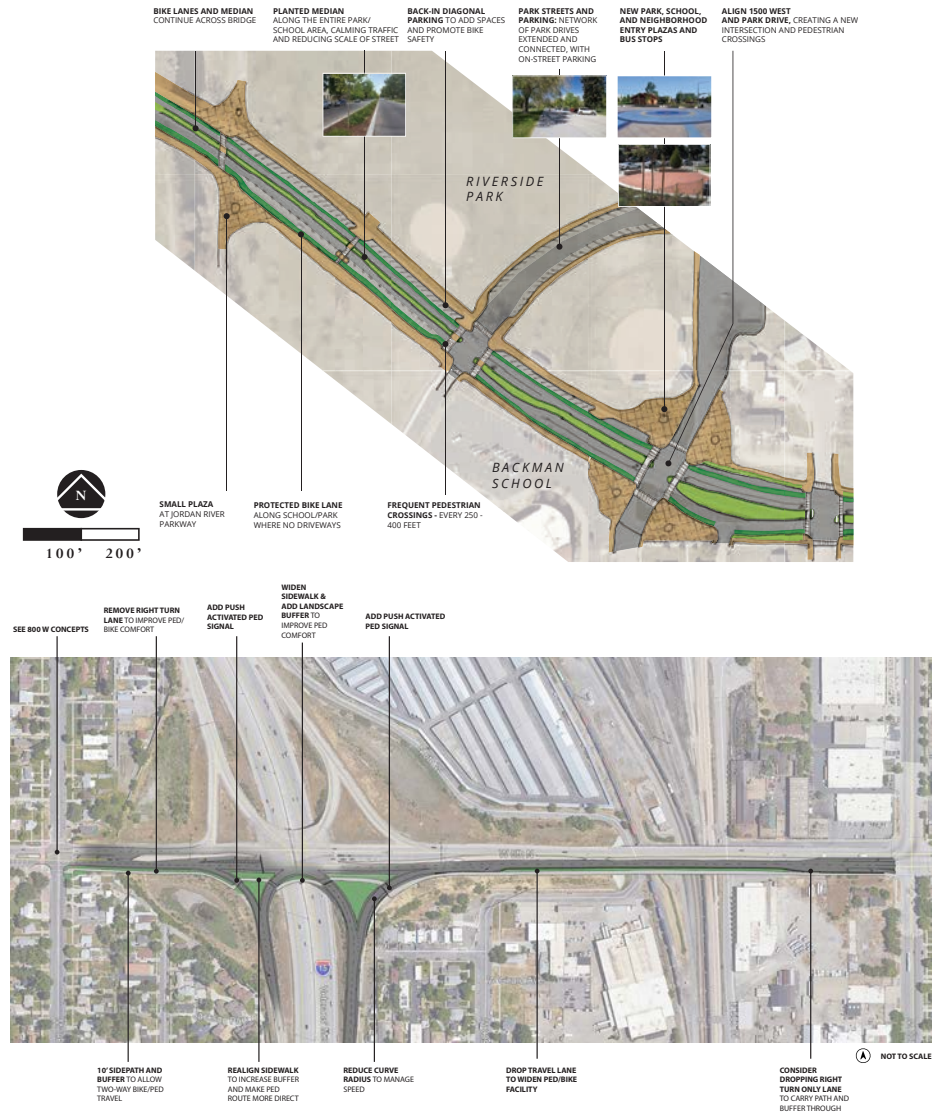 BIKE LANES AND MEDIAN
CONTINUE ACROSS BRIDGE
PLANTED MEDIAN
ALONG THE ENTIRE PARK/
SCHOOL AREA, CALMING TRAFFIC
AND REDUCING SCALE OF STREET
BACK-IN DIAGONAL
PARKING TO ADD SPACES
AND PROMOTE BIKE
SAFETY
PARK STREETS AND
PARKING: NETWORK
OF PARK DRIVES
EXTENDED AND
CONNECTED, WITH
ON-STREET PARKING
NEW PARK, SCHOOL,
AND NEIGHBORHOOD
ENTRY PLAZAS AND
BUS STOPS
ALIGN 1500 WEST
AND PARK DRIVE, CREATING A NEW
INTERSECTION AND PEDESTRIAN
CROSSINGS
RIVERSIDE
PARK
BACKMAN
SCHOOL
N
100' 200'
SMALL PLAZA
AT JORDAN RIVER
PARKWAY
PROTECTED BIKE LANE
ALONG SCHOOL/PARK
WHERE NO DRIVEWAYS
FREQUENT PEDESTRIAN
CROSSINGS - EVERY 250 -
400 FEET
SEE 800 W CONCEPTS
REMOVE RIGHT TURN
LANE TO IMPROVE PED/
BIKE COMFORT
ADD PUSH
ACTIVATED PED
SIGNAL
WIDEN
SIDEWALK &
ADD LANDSCAPE
BUFFER TO
IMPROVE PED
COMFORT
ADD PUSH ACTIVATED
PED SIGNAL
15
NOT TO SCALE
10' SIDEPATH AND
BUFFER TO ALLOW
TWO-WAY BIKE/PED
TRAVEL
REALIGN SIDEWALK
TO INCREASE BUFFER
AND MAKE PED
ROUTE MORE DIRECT
REDUCE CURVE
RADIUS TO MANAGE
SPEED
DROP TRAVEL LANE
TO WIDEN PED/BIKE
FACILITY
CONSIDER
DROPPING RIGHT
TURN ONLY LANE
TO CARRY PATH AND
BUFFER THROUGH